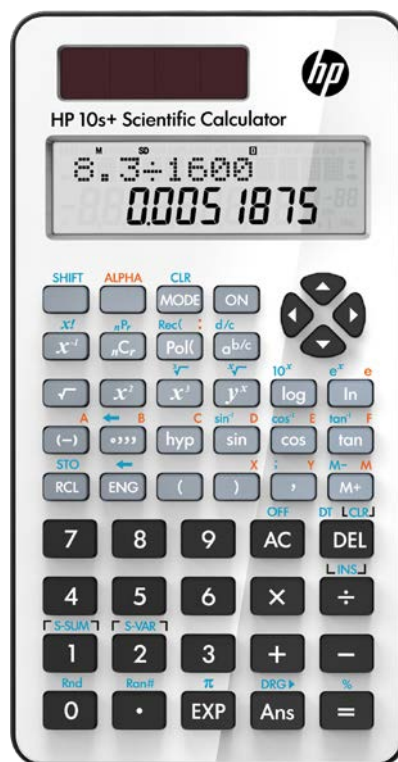 hp
HP 10s+ Scientific Calculator
M SD D
8.3÷1600
0.0051875
SHIFT ALPHA CLR
MODE ON
x! nPr Rec( : d/c
x⁻¹ nCr Pol( ab/c
³√ ˣ√ 10ˣ eˣ e
√ x² x³ yˣ log ln
A ← B C sin⁻¹ D cos⁻¹ E tan⁻¹ F
(−) °,,, hyp sin cos tan
STO ← X ; Y M− M
RCL ENG ( ) , M+
OFF DT CLR
7 8 9 AC DEL
INS
4 5 6 × ÷
S-SUM S-VAR
1 2 3 + −
Rnd Ran# π DRG▶ %
0 · EXP Ans =